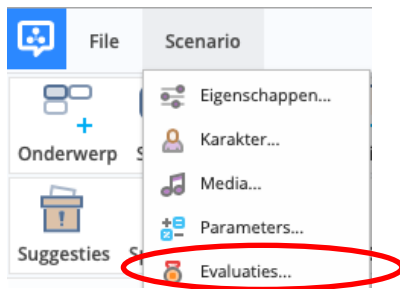 File Scenario
Eigenschappen...
Onderwerp
Karakter...
Media...
Parameters...
Suggesties
Evaluaties...